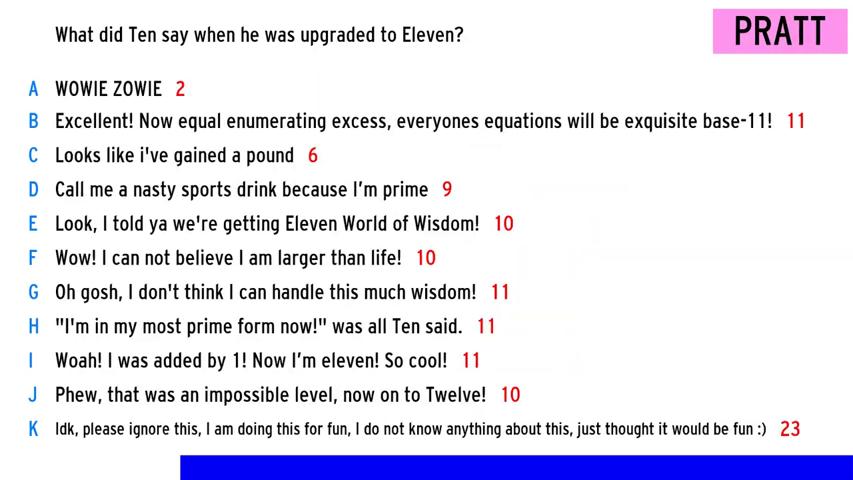 What did Ten say when he was upgraded to Eleven?
PRATT
A WOWIE ZOWIE 2
B Excellent! Now equal enumerating excess, everyones equations will be exquisite base-11! 11
C Looks like i've gained a pound 6
D Call me a nasty sports drink because I'm prime 9
E Look, I told ya we're getting Eleven World of Wisdom! 10
F Wow! I can not believe I am larger than life! 10
G Oh gosh, I don't think I can handle this much wisdom! 11
H "I'm in my most prime form now!" was all Ten said. 11
I Woah! I was added by 1! Now I'm eleven! So cool! 11
J Phew, that was an impossible level, now on to Twelve! 10
K Idk, please ignore this, I am doing this for fun, I do not know anything about this, just thought it would be fun :) 23